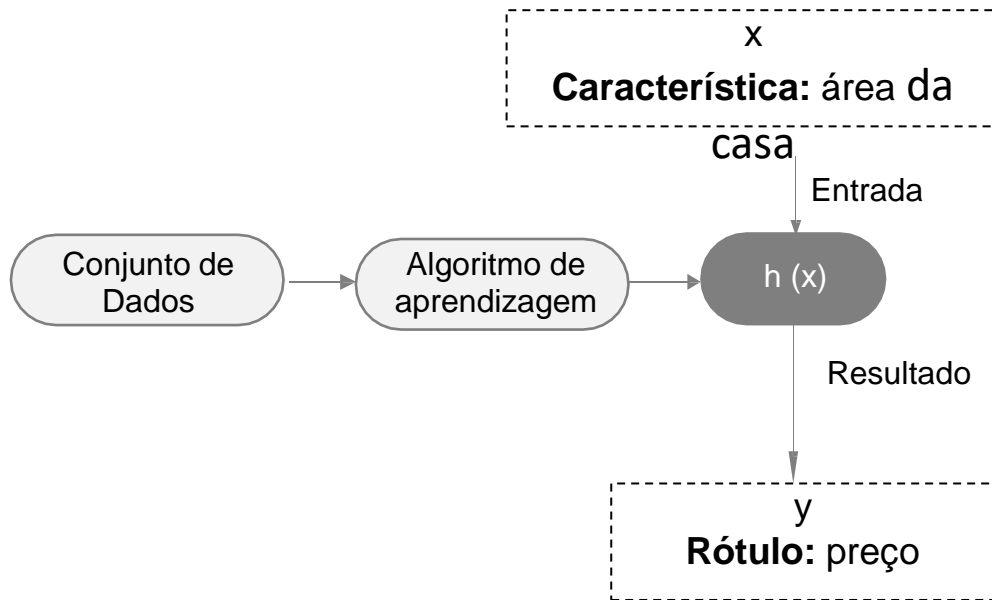 x
Característica: área da
casa
Entrada
Conjunto de
Dados
Algoritmo de
aprendizagem
h (x)
Resultado
y
Rótulo: preço